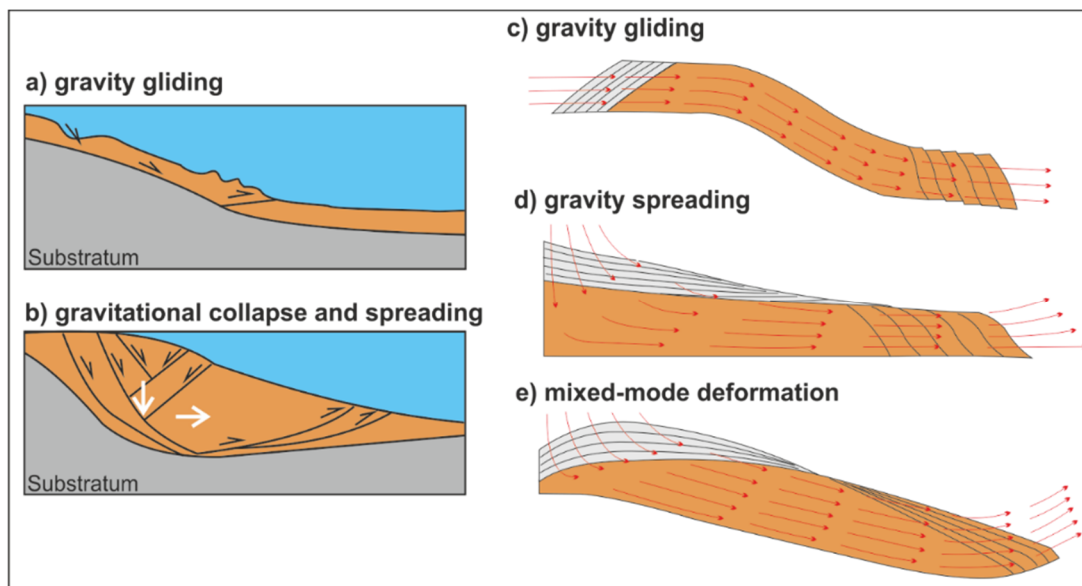 a) gravity gliding
Substratum
b) gravitational collapse and spreading
Substratum
c) gravity gliding
d) gravity spreading
e) mixed-mode deformation